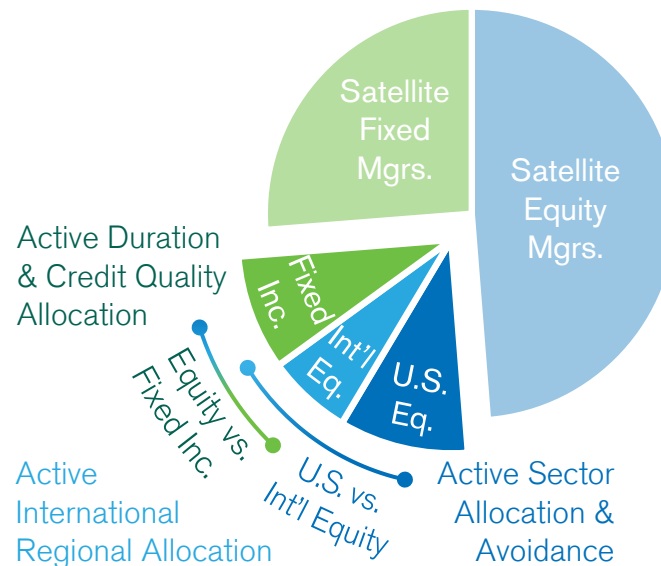 Satellite
Fixed
Mgrs.
Satellite
Equity
Mgrs.
Active Duration
& Credit Quality
Allocation
Fixed
Inc.
Int'l
Eq.
U.S.
Eq.
Equity vs.
Fixed Inc.
U.S. vs.
Int'l Equity
Active
International
Regional Allocation
Active Sector
Allocation &
Avoidance